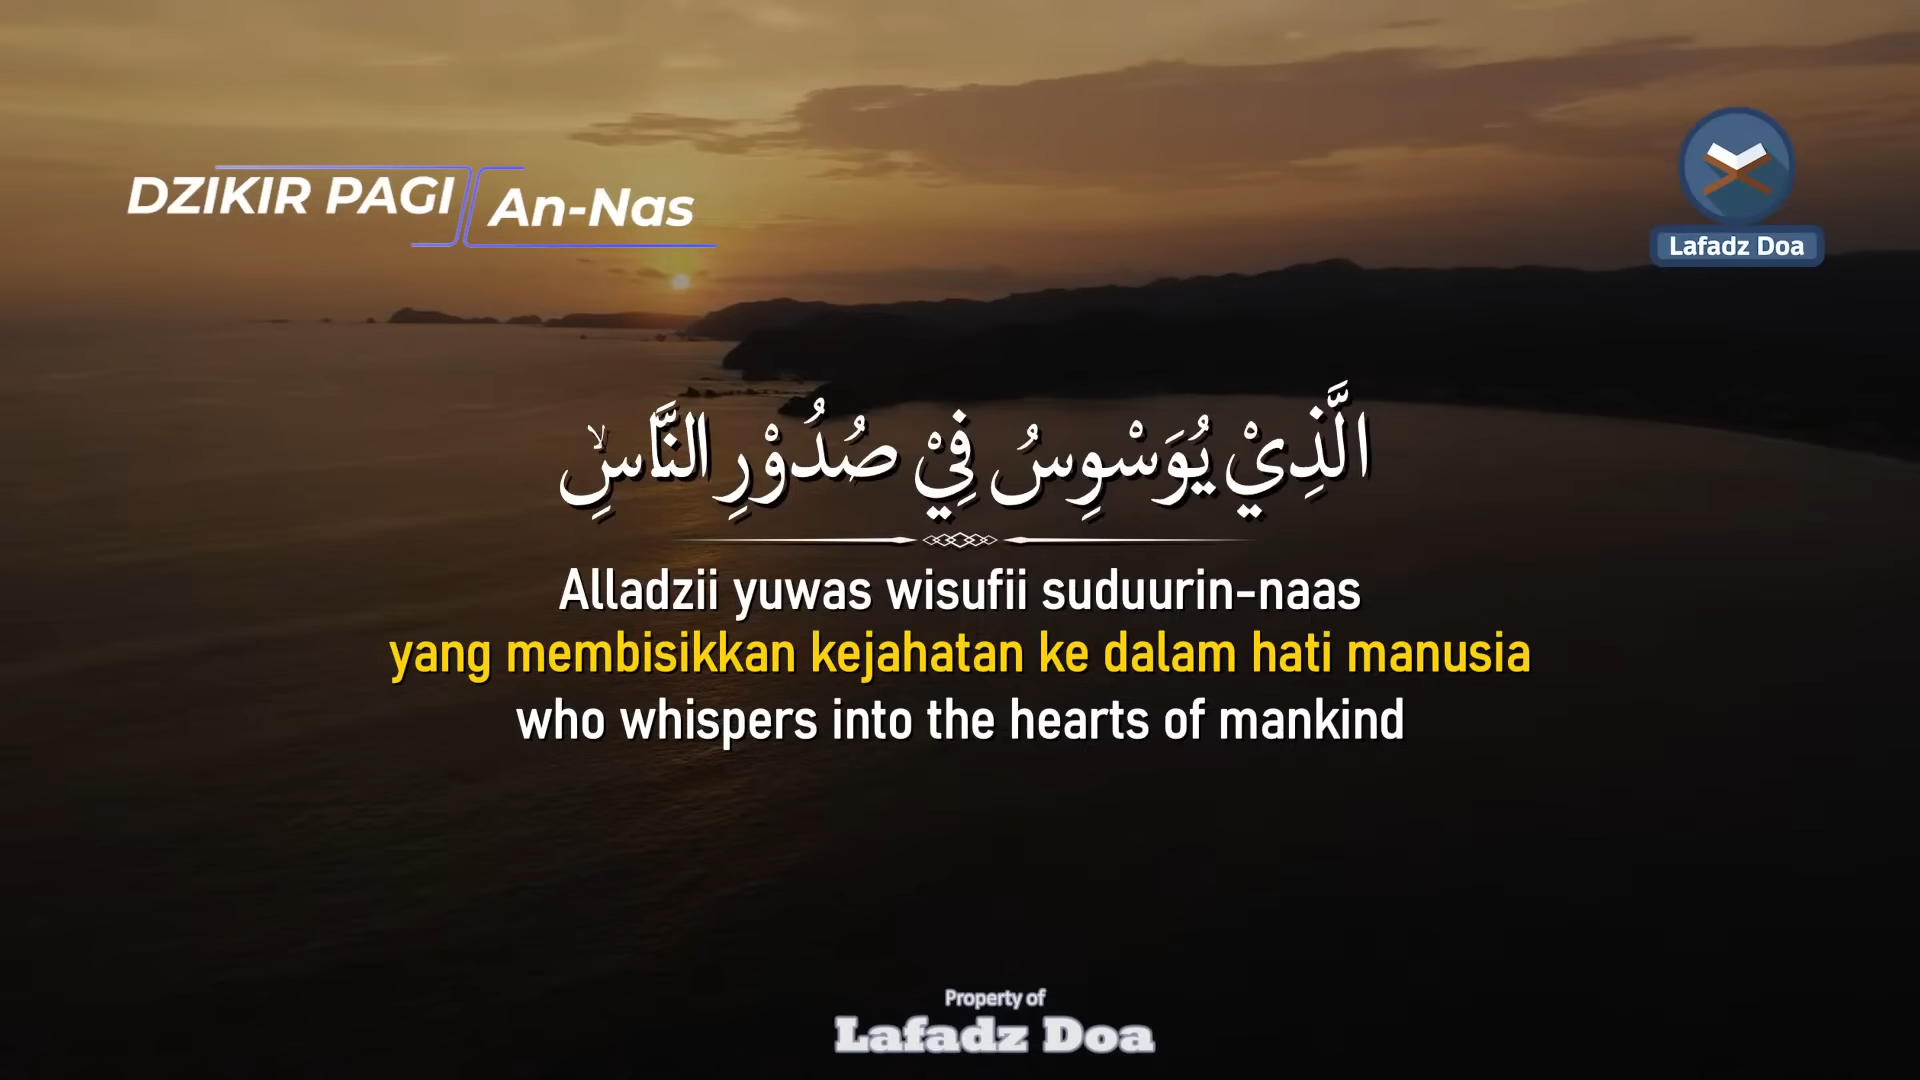 DZIKIR PAGI
An-Nas
Lafadz Doa
الَّذِيْ يُوَسْوِسُ فِيْ صُدُوْرِ النَّاسِۙ
Alladzii yuwas wisufii suduurin-naas
yang membisikkan kejahatan ke dalam hati manusia
who whispers into the hearts of mankind
Property of
Lafadz Doa